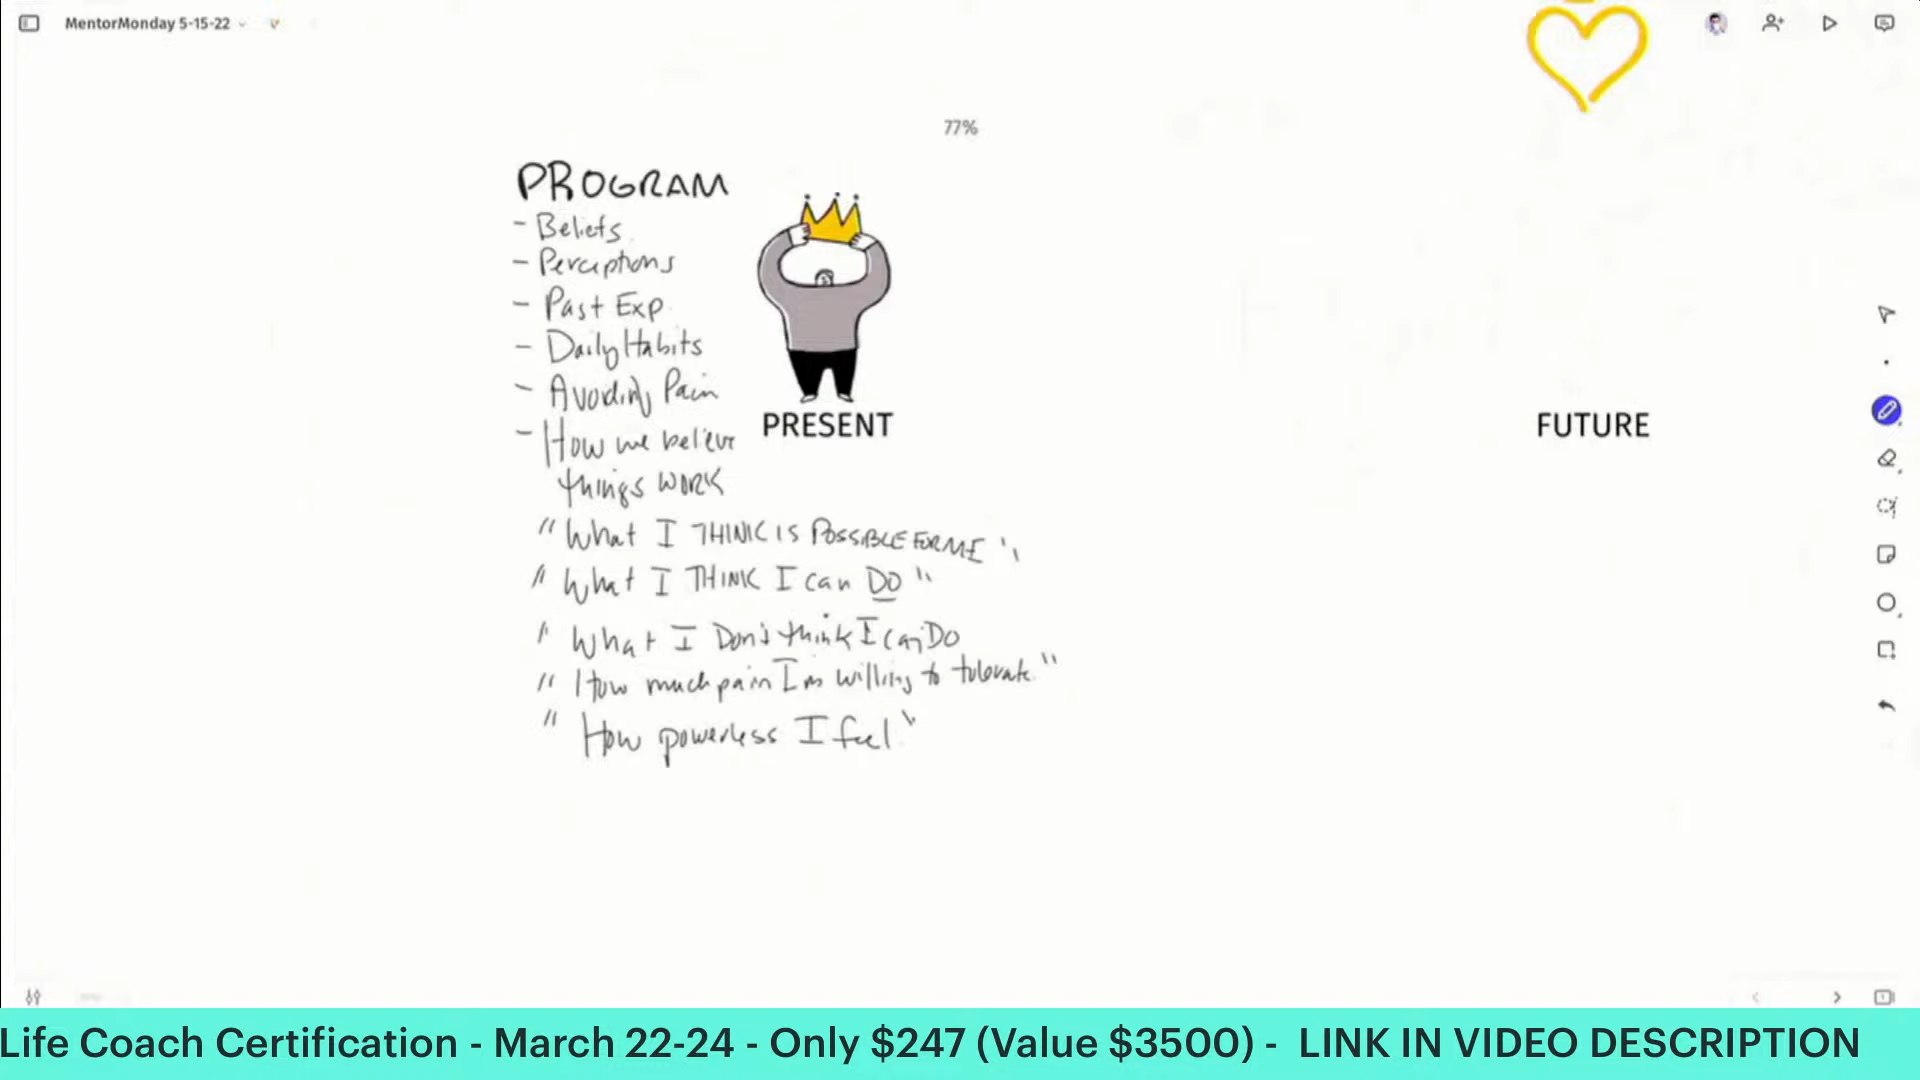 MentorMonday 5-15-22
77%
PROGRAM
- Beliefs
- Perceptions
- Past Exp.
- Daily Habits
- Avoiding Pain
- How we believe
things WORK
"What I THINK IS POSSIBLE FOR ME"
"What I THINK I can DO"
"What I Don't think I can DO
"How much pain I'm willing to tolerate."
"How powerless I feel"
PRESENT
FUTURE
Life Coach Certification - March 22-24 - Only $247 (Value $3500) - LINK IN VIDEO DESCRIPTION